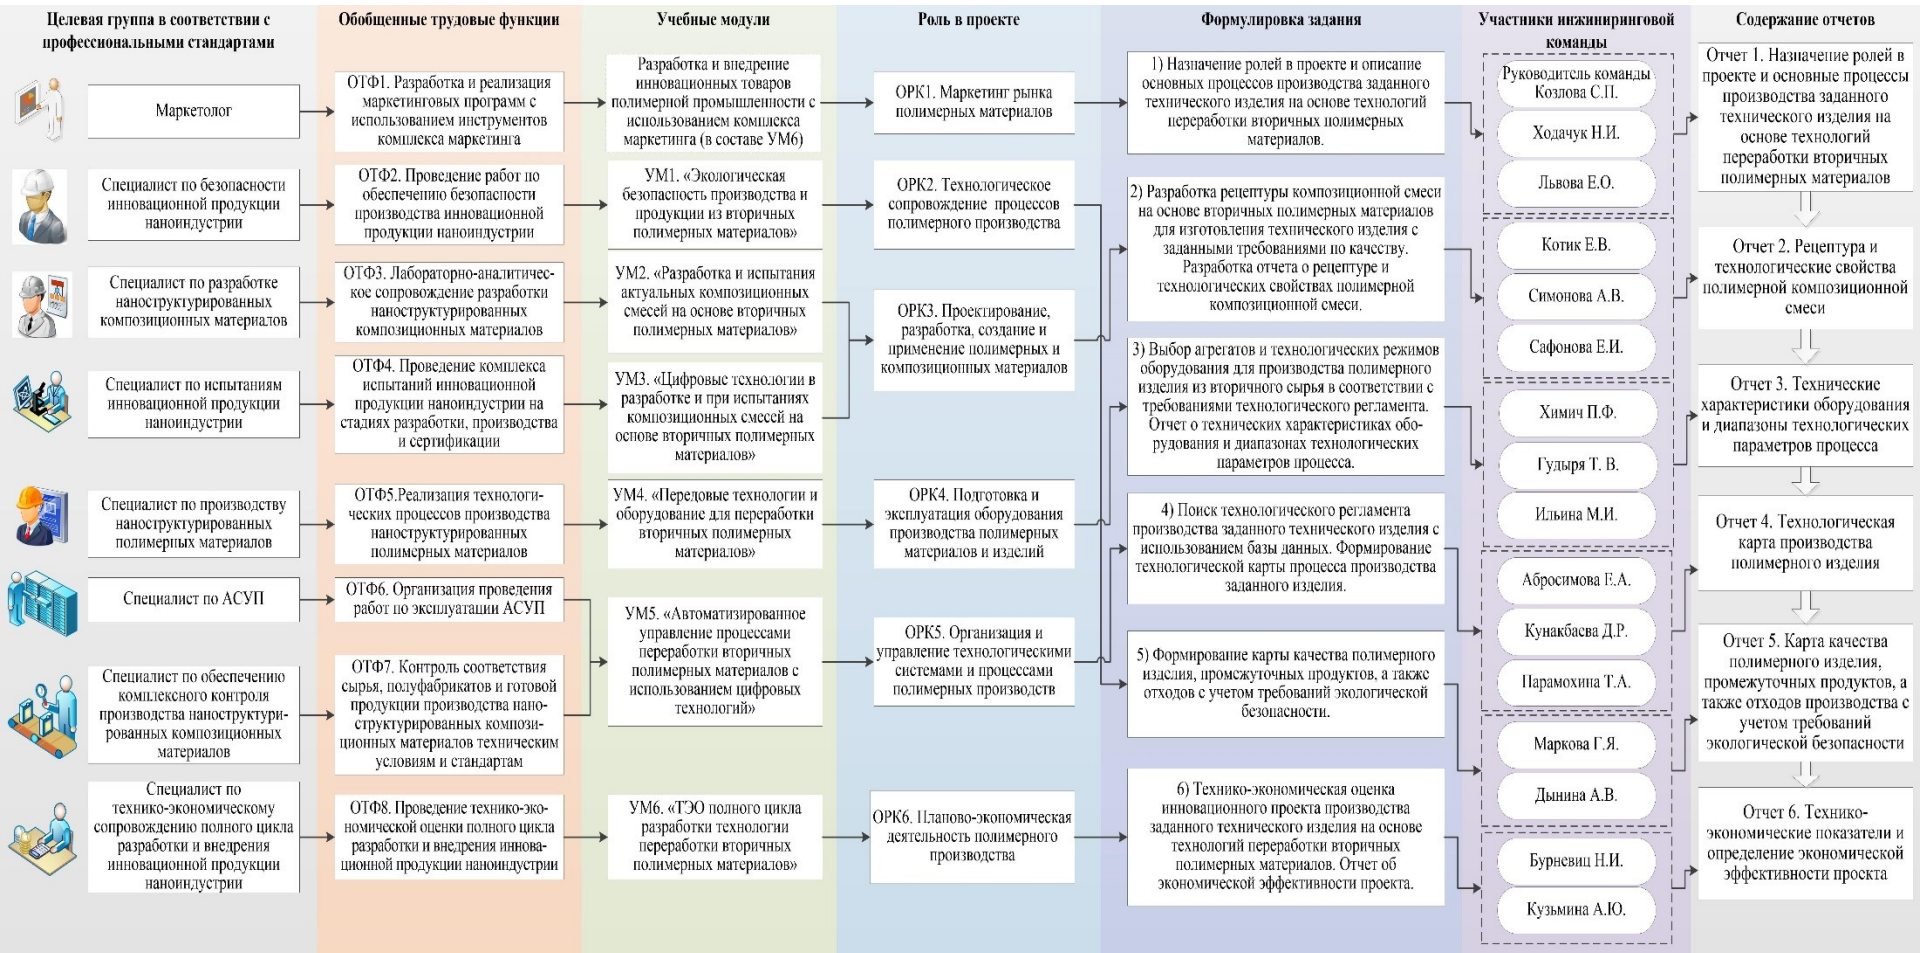 Целевая группа в соответствии с
профессиональными стандартами
Маркетолог
Специалист по безопасности
инновационной продукции
наноиндустрии
Специалист по разработке
наноструктурированных
композиционных материалов
Специалист по испытаниям
инновационной продукции
наноиндустрии
Специалист по производству
наноструктурированных
полимерных материалов
Специалист по АСУП
Специалист по обеспечению
комплексного контроля
производства наноструктури-
рованных композиционных
материалов
Специалист по
технико-экономическому
сопровождению полного цикла
разработки и внедрения
инновационной продукции
наноиндустрии
Обобщенные трудовые функции
ОТФ1. Разработка и реализация
маркетинговых программ с
использованием инструментов
комплекса маркетинга
ОТФ2. Проведение работ по
обеспечению безопасности
производства инновационной
продукции наноиндустрии
ОТФ3. Лабораторно-аналитичес-
кое сопровождение разработки
наноструктурированных
композиционных материалов
ОТФ4. Проведение комплекса
испытаний инновационной
продукции наноиндустрии на
стадиях разработки, производства
и сертификации
ОТФ5.Реализация технологи-
ческих процессов производства
наноструктурированных
полимерных материалов
ОТФ6. Организация проведения
работ по эксплуатации АСУП
ОТФ7. Контроль соответствия
сырья, полуфабрикатов и готовой
продукции производства нано-
структурированных компози-
ционных материалов техническим
условиям и стандартам
ОТФ8. Проведение технико-эко-
номической оценки полного цикла
разработки и внедрения иннова-
ционной продукции наноиндустрии
Учебные модули
Разработка и внедрение
инновационных товаров
полимерной промышленности с
использованием комплекса
маркетинга (в составе УМ6)
УМ1. «Экологическая
безопасность производства и
продукции из вторичных
полимерных материалов»
УМ2. «Разработка и испытания
актуальных композиционных
смесей на основе вторичных
полимерных материалов»
УМ3. «Цифровые технологии в
разработке и при испытаниях
композиционных смесей на
основе вторичных полимерных
материалов»
УМ4. «Передовые технологии и
оборудование для переработки
вторичных полимерных
материалов»
УМ5. «Автоматизированное
управление процессами
переработки вторичных
полимерных материалов с
использованием цифровых
технологий»
УМ6. «ТЭО полного цикла
разработки технологии
переработки вторичных
полимерных материалов»
Роль в проекте
ОРК1. Маркетинг рынка
полимерных материалов
ОРК2. Технологическое
сопровождение процессов
полимерного производства
ОРК3. Проектирование,
разработка, создание и
применение полимерных и
композиционных материалов
ОРК4. Подготовка и
эксплуатация оборудования
производства полимерных
материалов и изделий
ОРК5. Организация и
управление технологическими
системами и процессами
полимерных производств
ОРК6. Планово-экономическая
деятельность полимерного
производства
Формулировка задания
1) Назначение ролей в проекте и описание
основных процессов производства заданного
технического изделия на основе технологий
переработки вторичных полимерных
материалов.
2) Разработка рецептуры композиционной смеси
на основе вторичных полимерных материалов
для изготовления технического изделия с
заданными требованиями по качеству.
Разработка отчета о рецептуре и
технологических свойствах полимерной
композиционной смеси.
3) Выбор агрегатов и технологических режимов
оборудования для производства полимерного
изделия из вторичного сырья в соответствии с
требованиями технологического регламента.
Отчет о технических характеристиках обо-
рудования и диапазонах технологических
параметров процесса.
4) Поиск технологического регламента
производства заданного технического изделия с
использованием базы данных. Формирование
технологической карты процесса производства
заданного изделия.
5) Формирование карты качества полимерного
изделия, промежуточных продуктов, а также
отходов с учетом требований экологической
безопасности.
6) Технико-экономическая оценка
инновационного проекта производства
заданного технического изделия на основе
технологий переработки вторичных
полимерных материалов. Отчет об
экономической эффективности проекта.
Участники инжиниринговой
команды
Руководитель команды
Козлова С.П.
Ходачук Н.И.
Львова Е.О.
Котик Е.В.
Симонова А.В.
Сафонова Е.И.
Химич П.Ф.
Гудыря Т. В.
Ильина М.И.
Абросимова Е.А.
Кунакбаева Д.Р.
Парамохина Т.А.
Маркова Г.Я.
Дынина А.В.
Бурневиц Н.И.
Кузьмина А.Ю.
Содержание отчетов
Отчет 1. Назначение ролей в
проекте и основные процессы
производства заданного
технического изделия на
основе технологий
переработки вторичных
полимерных материалов
Отчет 2. Рецептура и
технологические свойства
полимерной композиционной
смеси
Отчет 3. Технические
характеристики оборудования
и диапазоны технологических
параметров процесса
Отчет 4. Технологическая
карта производства
полимерного изделия
Отчет 5. Карта качества
полимерного изделия,
промежуточных продуктов, а
также отходов производства с
учетом требований
экологической безопасности
Отчет 6. Технико-
экономические показатели и
определение экономической
эффективности проекта